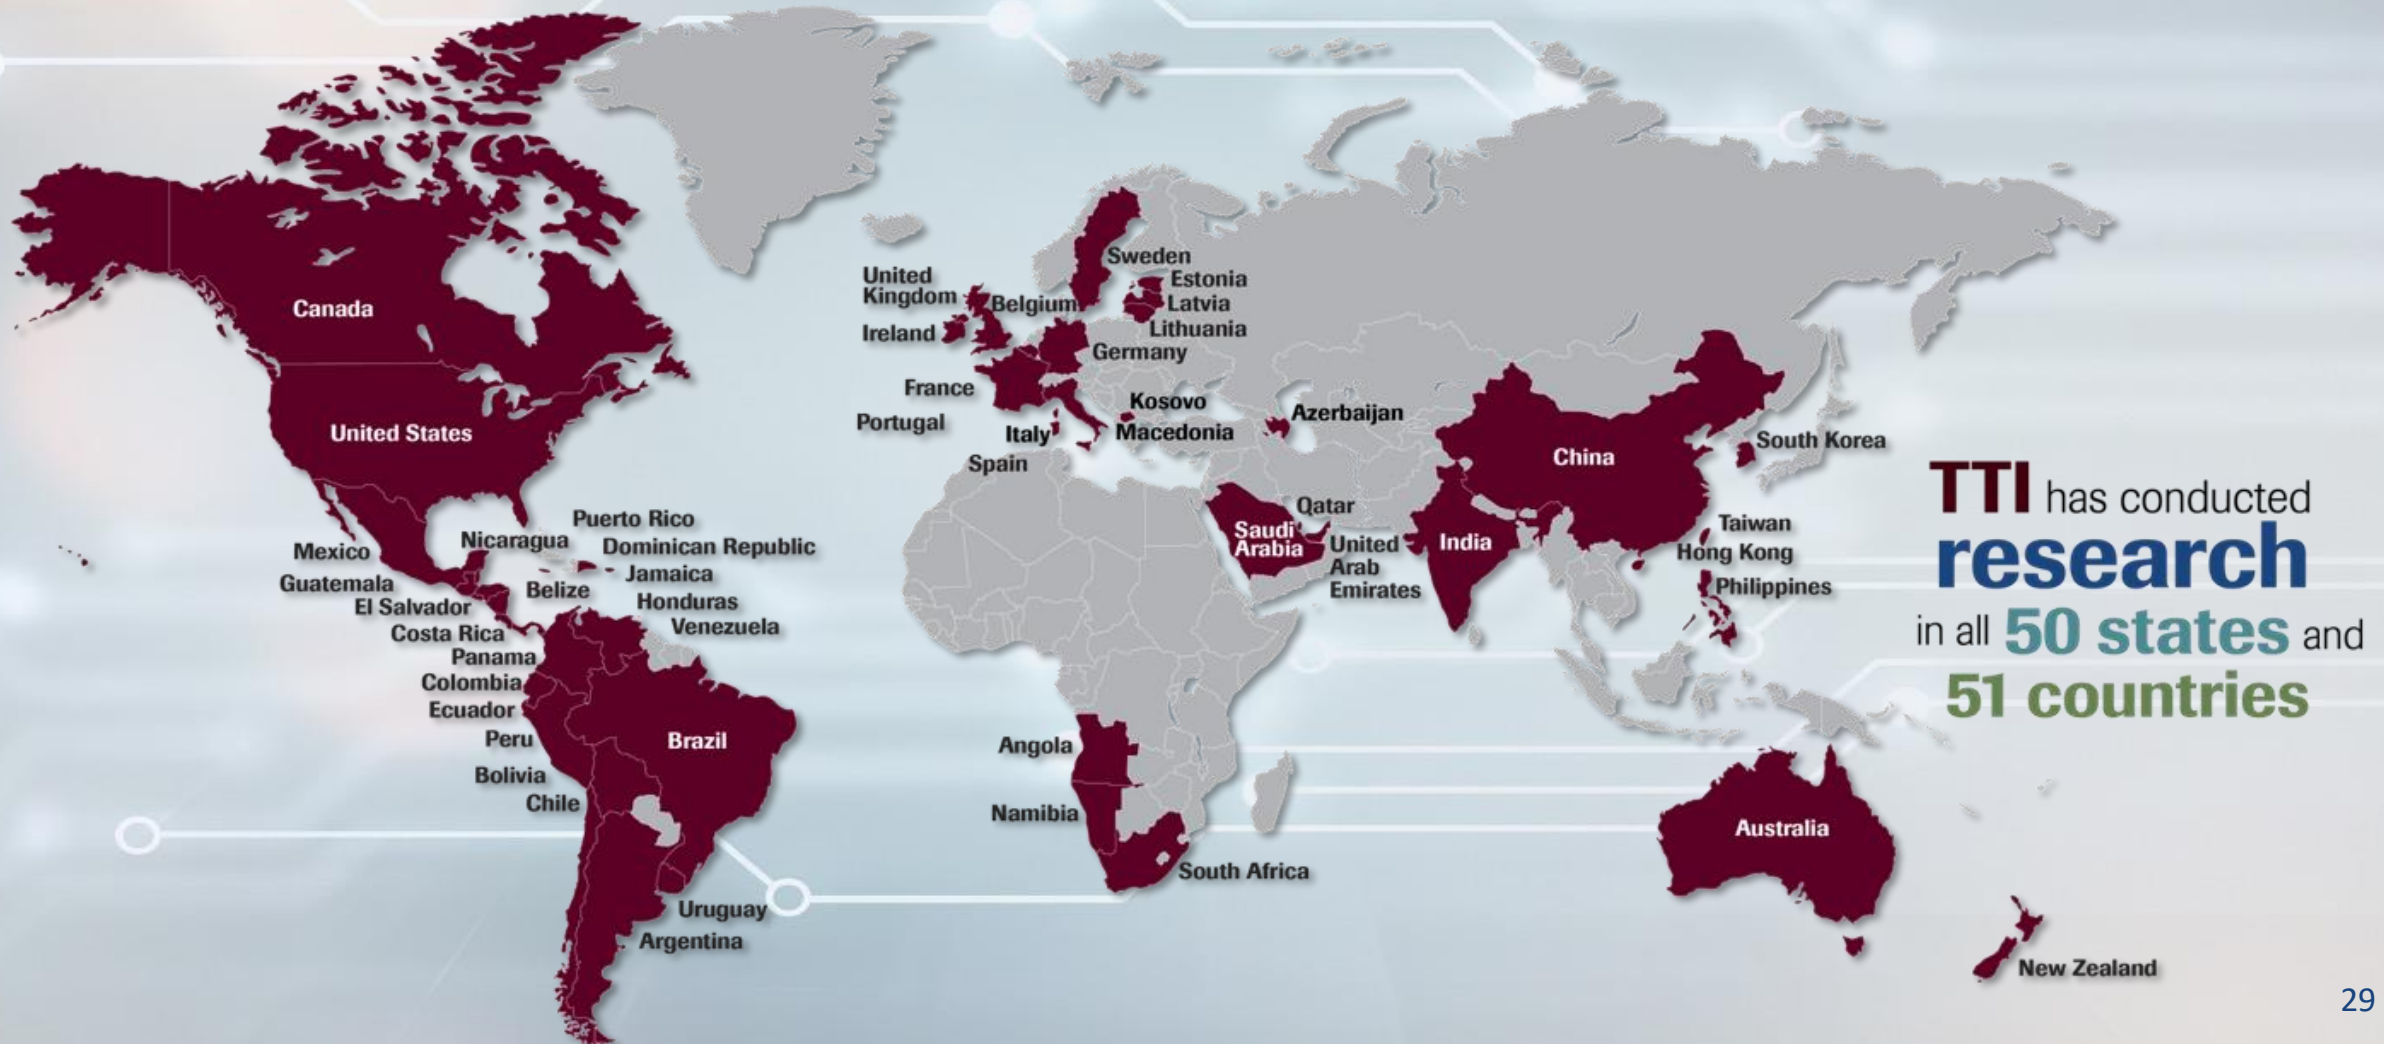 Canada
United States
Mexico
Guatemala
El Salvador
Costa Rica
Panama
Colombia
Ecuador
Peru
Bolivia
Chile
Nicaragua
Puerto Rico
Dominican Republic
Jamaica
Belize
Honduras
Venezuela
Brazil
Uruguay
Argentina
United
Kingdom
Ireland
Belgium
Sweden
Estonia
Latvia
Lithuania
Germany
France
Portugal
Spain
Italy
Kosovo
Macedonia
Azerbaijan
Qatar
Saudi
Arabia
United
Arab
Emirates
India
China
South Korea
Taiwan
Hong Kong
Philippines
Angola
Namibia
South Africa
Australia
New Zealand
TTI has conducted
research
in all 50 states and
51 countries
29